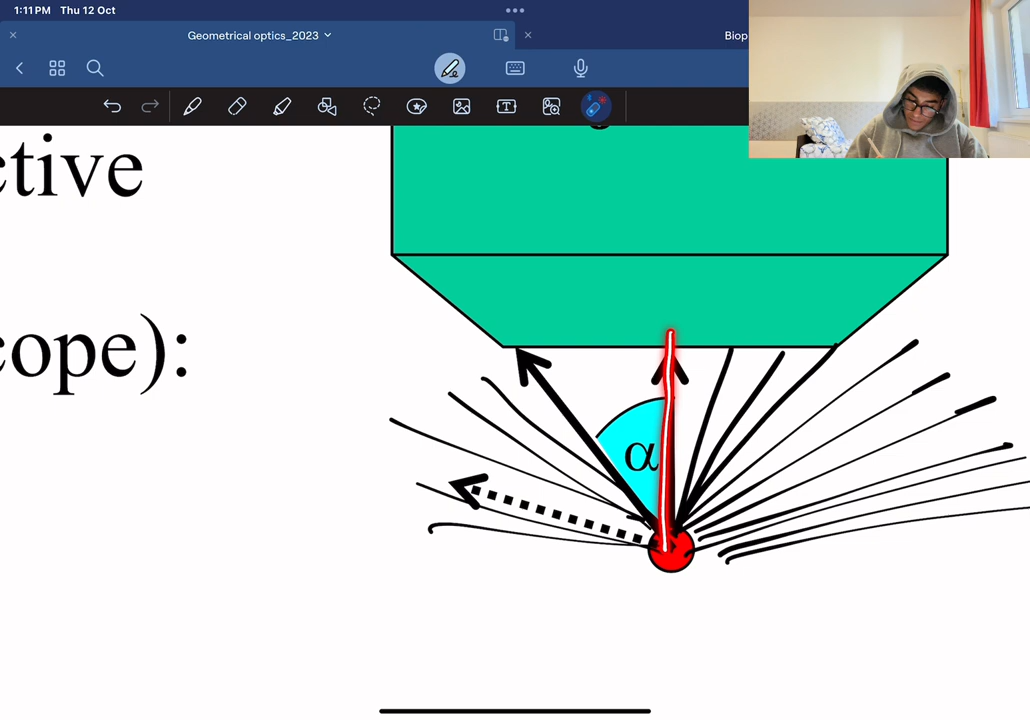 1:11 PM Thu 12 Oct
Geometrical optics_2023
Biop
ctive
cope):
α